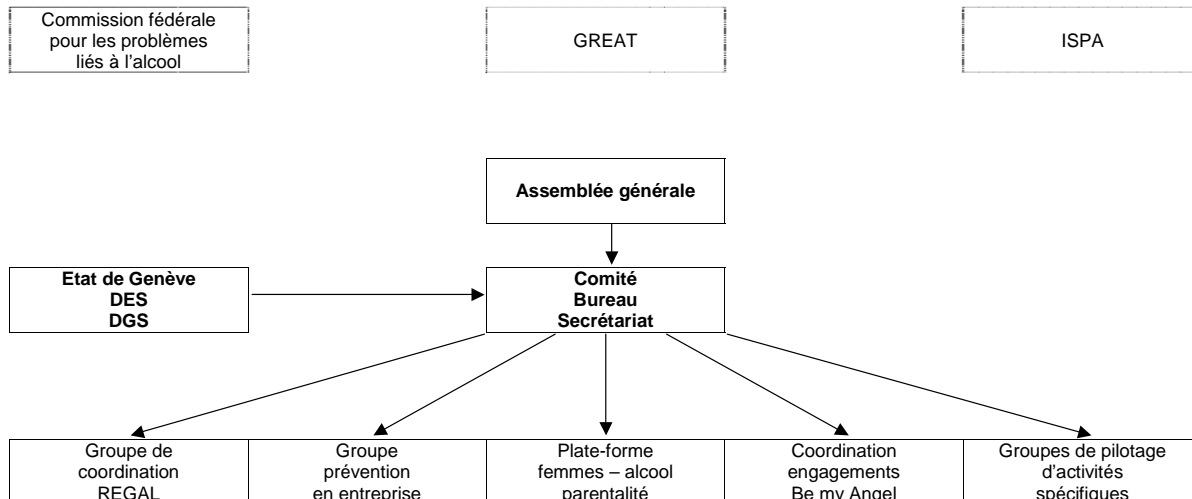 Commission fédérale
pour les problèmes
liés à l'alcool
GREAT
ISPA
Assemblée générale
Etat de Genève
DES
DGS
Comité
Bureau
Secrétariat
Groupe de
coordination
REGAL
Groupe
prévention
en entreprise
Plate-forme
femmes – alcool
parentalité
Coordination
engagements
Be my Angel
Groupes de pilotage
d'activités
spécifiques